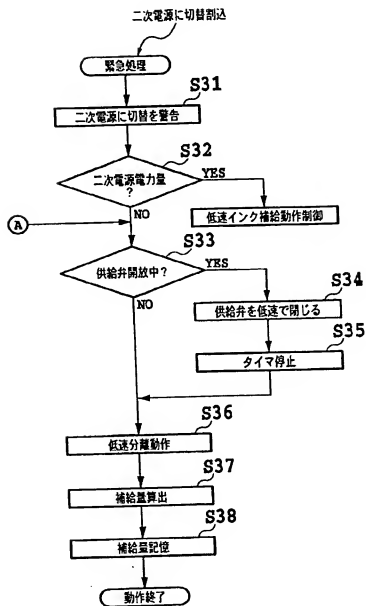 二次電源に切替割込
緊急処理
S31
二次電源に切替を警告
S32
二次電源電力量
?
YES
NO
低速インク補給動作制御
A
S33
供給弁開放中?
YES
NO
S34
供給弁を低速で閉じる
S35
タイマ停止
S36
低速分離動作
S37
補給量算出
S38
補給量記憶
動作終了